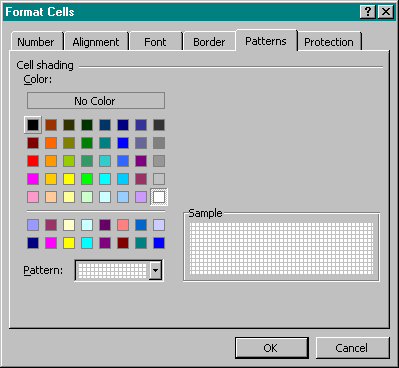 Format Cells
Number Alignment Font Border Patterns Protection
Cell shading
Color:
No Color
Sample
Pattern:
OK Cancel